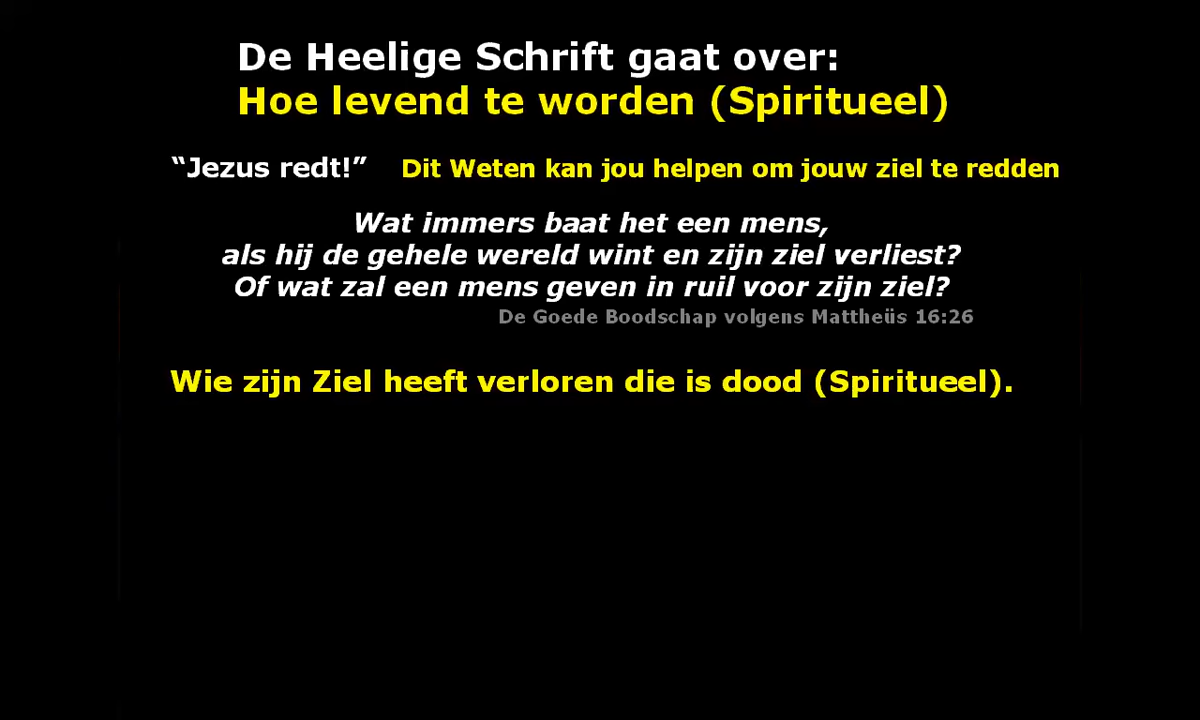 De Heelige Schrift gaat over:
Hoe levend te worden (Spiritueel)
“Jezus redt!” Dit Weten kan jou helpen om jouw ziel te redden
Wat immers baat het een mens,
als hij de gehele wereld wint en zijn ziel verliest?
Of wat zal een mens geven in ruil voor zijn ziel?
De Goede Boodschap volgens Mattheüs 16:26
Wie zijn Ziel heeft verloren die is dood (Spiritueel).